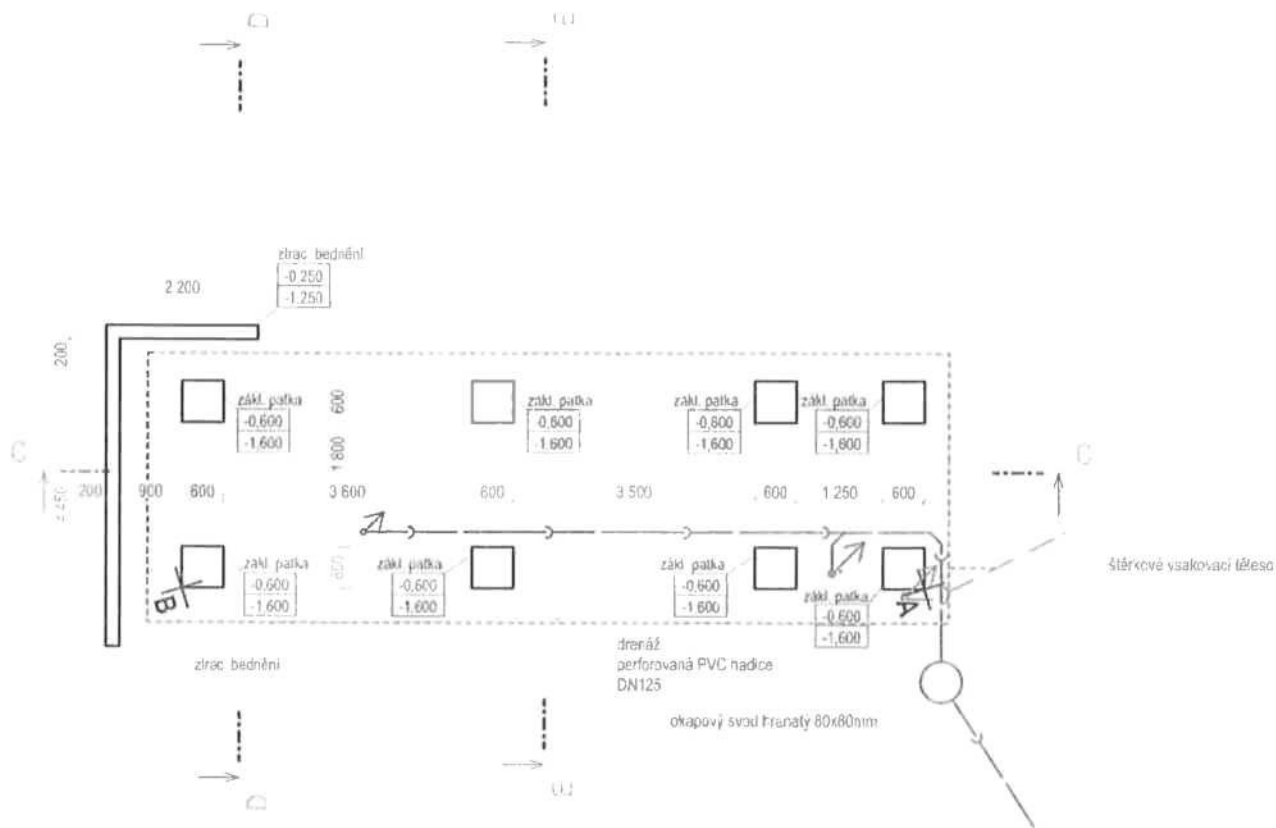 ztrac. bednění
-0,250
-1,250
2 200
200
zákl. patka
-0,600
-1,600
600
1 800
zákl. patka
-0,600
-1,600
zákl. patka
-0,600
-1,600
zákl. patka
-0,600
-1,600
C
C
200
900
600
3 600
600
3 500
600
1 250
600
zákl. patka
-0,600
-1,600
zákl. patka
-0,600
-1,600
zákl. patka
-0,600
-1,600
zákl. patka
-0,600
-1,600
B
A
štěrkové vsakovací těleso
ztrac. bednění
drenáž
perforovaná PVC hadice
DN125
okapový svod hranatý 80x80mm